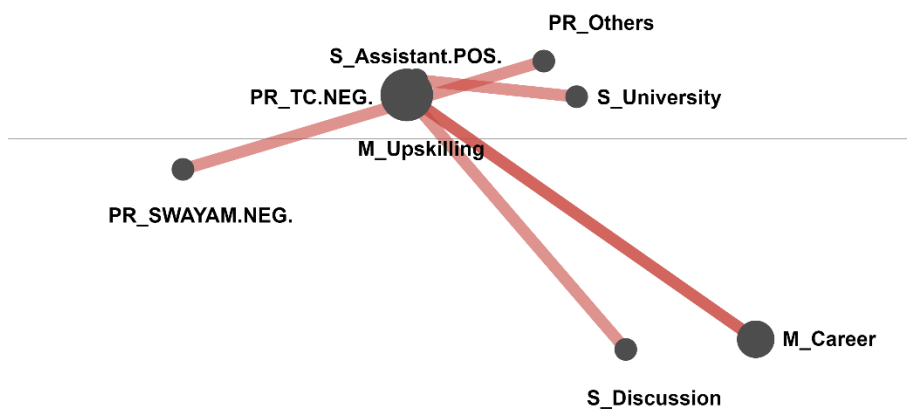 PR_Others
S_Assistant.POS.
PR_TC.NEG.
S_University
M_Upskilling
PR_SWAYAM.NEG.
M_Career
S_Discussion